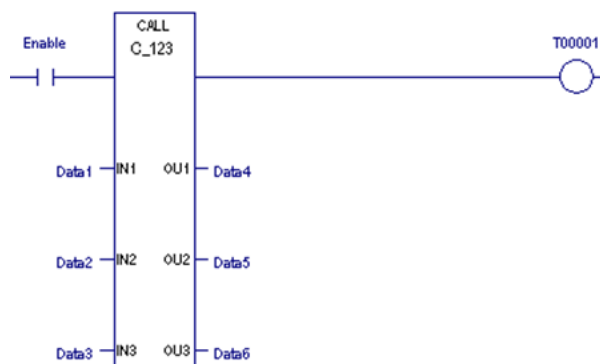 CALL
Enable
T00001
C_123
Data1 IN1 OU1 Data4
Data2 IN2 OU2 Data5
Data3 IN3 OU3 Data6